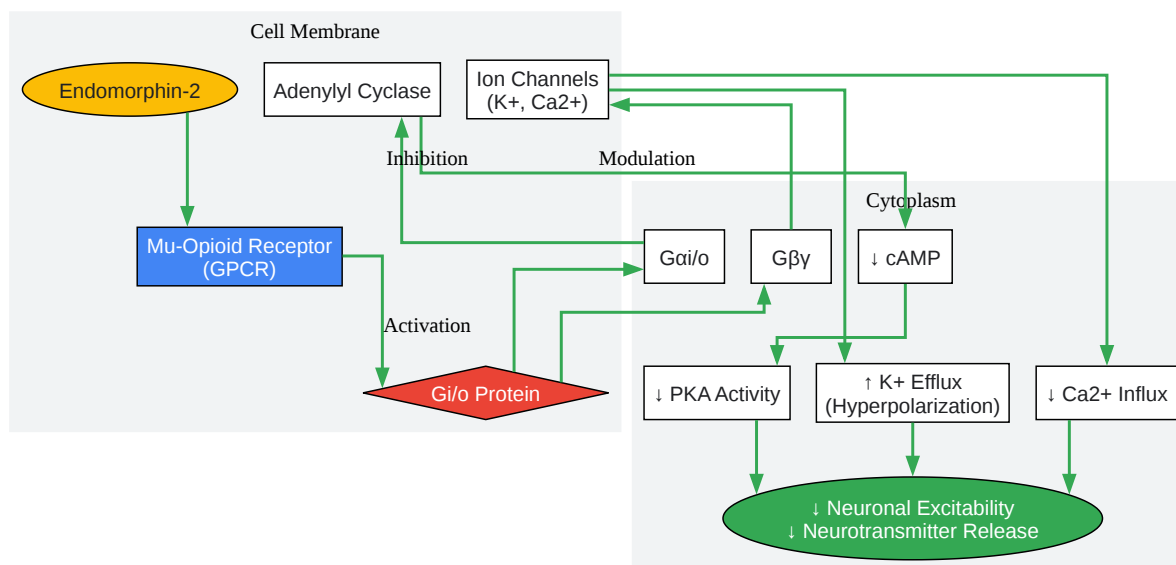 Cell Membrane
Endomorphin-2
Adenylyl Cyclase
Ion Channels
(K+, Ca2+)
Inhibition
Modulation
Cytoplasm
Mu-Opioid Receptor
(GPCR)
Gαi/o
Gβγ
↓ cAMP
Activation
Gi/o Protein
↓ PKA Activity
↑ K+ Efflux
(Hyperpolarization)
↓ Ca2+ Influx
↓ Neuronal Excitability
↓ Neurotransmitter Release